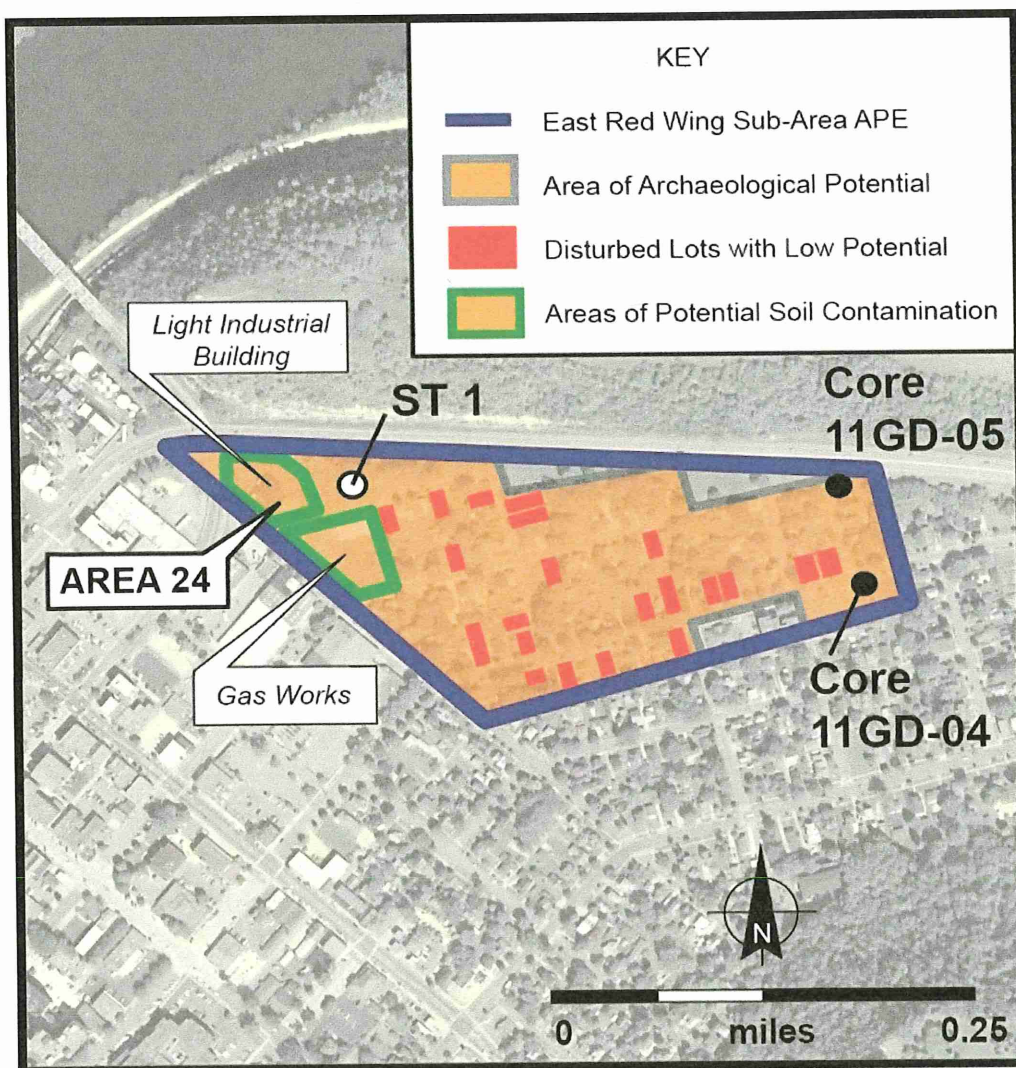 KEY
East Red Wing Sub-Area APE
Area of Archaeological Potential
Disturbed Lots with Low Potential
Areas of Potential Soil Contamination
Light Industrial
Building
ST 1
Core
11GD-05
AREA 24
Gas Works
Core
11GD-04
N
0 miles 0.25